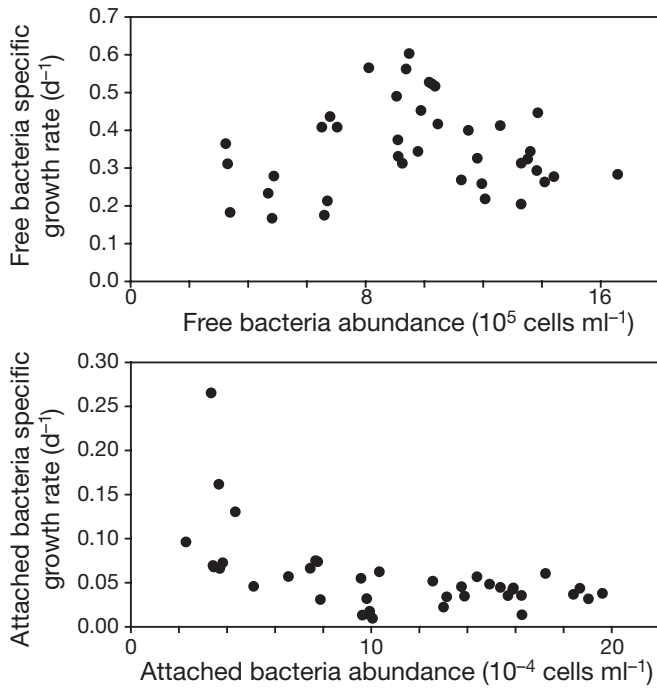 Free bacteria specific
growth rate (d⁻¹)
0.7
0.6
0.5
0.4
0.3
0.2
0.1
0.0
0 8 16
Free bacteria abundance (10⁵ cells ml⁻¹)
Attached bacteria specific
growth rate (d⁻¹)
0.30
0.25
0.20
0.15
0.10
0.05
0.00
0 10 20
Attached bacteria abundance (10⁻⁴ cells ml⁻¹)